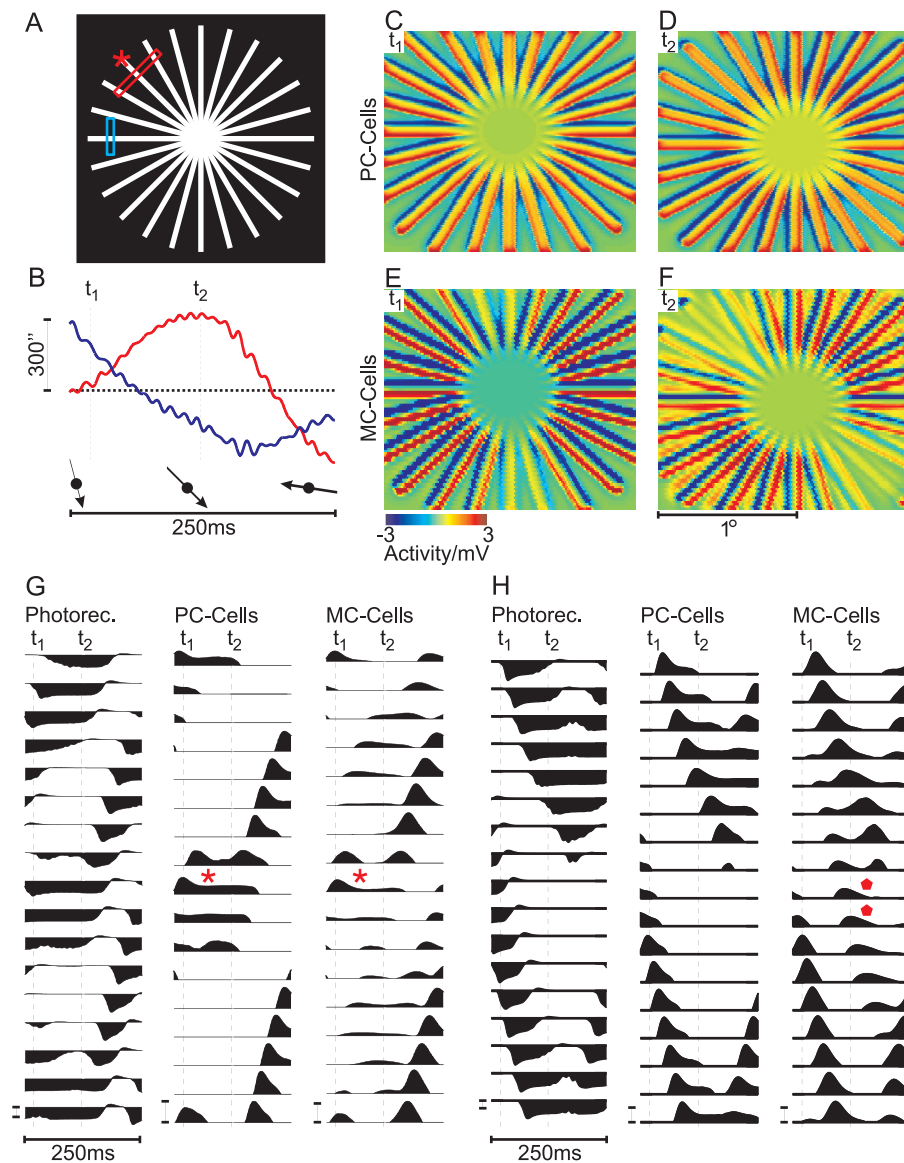 A
B
t1
t2
300"
250ms
C
t1
PC-Cells
D
t2
E
t1
MC-Cells
F
t2
-3
3
Activity/mV
1°
G
Photorec.
PC-Cells
MC-Cells
t1
t2
t1
t2
t1
t2
250ms
H
Photorec.
PC-Cells
MC-Cells
t1
t2
t1
t2
t1
t2
250ms